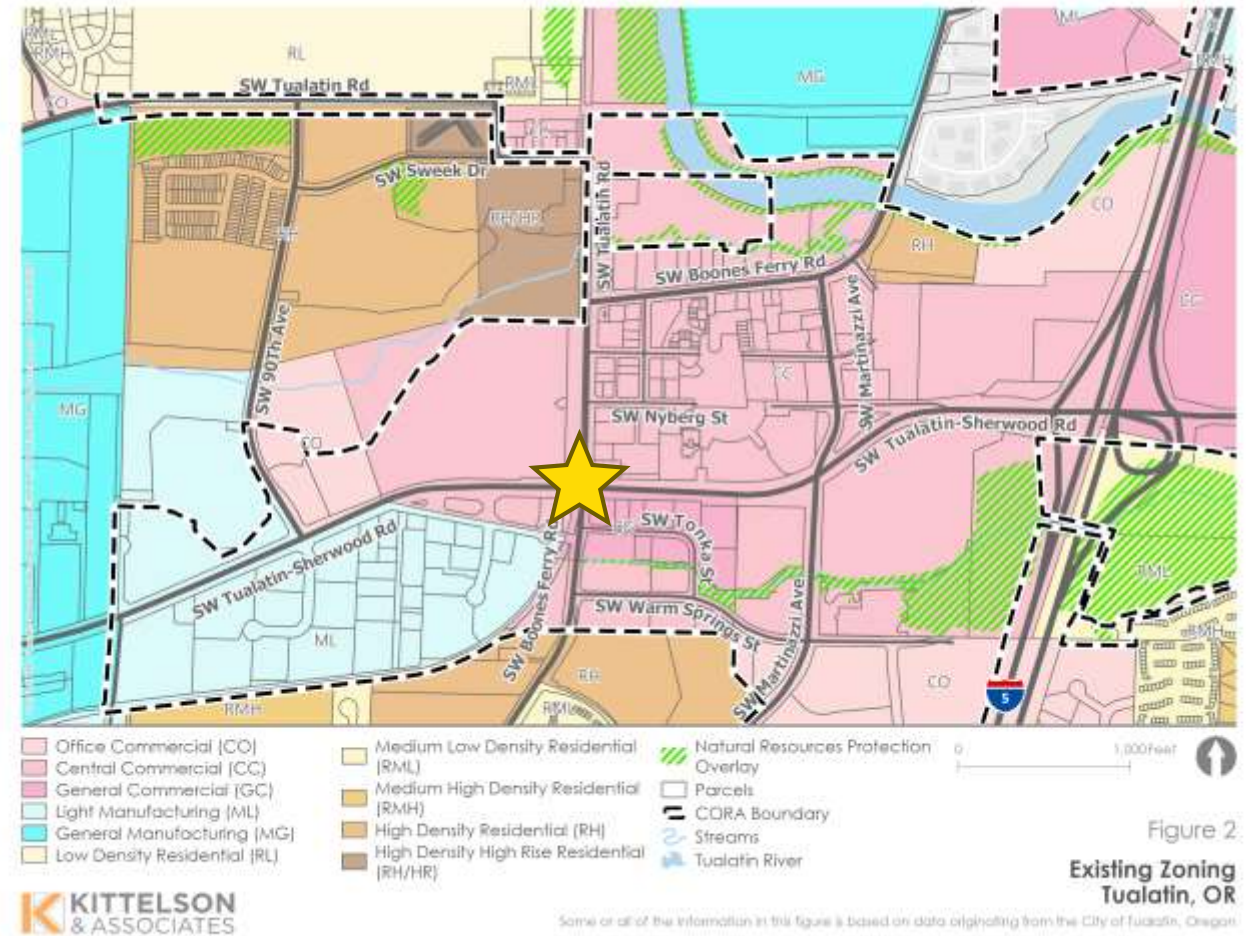 RML
RMH
RL
CO
SW Tualatin Rd
RML
MG
ML
RMH
SW Sweek Dr
RH/HR
SW Tualatin Rd
CO
RH
RH
SW Boones Ferry Rd
CG
SW 90Th Ave
SW Martinazzi Ave
CC
MG
SW Nyberg St
SW Tualatin-Sherwood Rd
CO
SW Tonka St
SW Tualatin-Sherwood Rd
SW Boones Ferry Rd
RML
SW Warm Springs St
ML
RMH
SW Martinazzi Ave
RH
CO
RMH
RML
5
Office Commercial (CO)
Central Commercial (CC)
General Commercial (GC)
Light Manufacturing (ML)
General Manufacturing (MG)
Low Density Residential (RL)
Medium Low Density Residential
(RML)
Medium High Density Residential
(RMH)
High Density Residential (RH)
High Density High Rise Residential
(RH/HR)
Natural Resources Protection
Overlay
Parcels
CORA Boundary
Streams
Tualatin River
0 1,000 Feet
Figure 2
Existing Zoning
Tualatin, OR
KITTELSON
& ASSOCIATES
Some or all of the information in this figure is based on data originating from the City of Tualatin, Oregon.